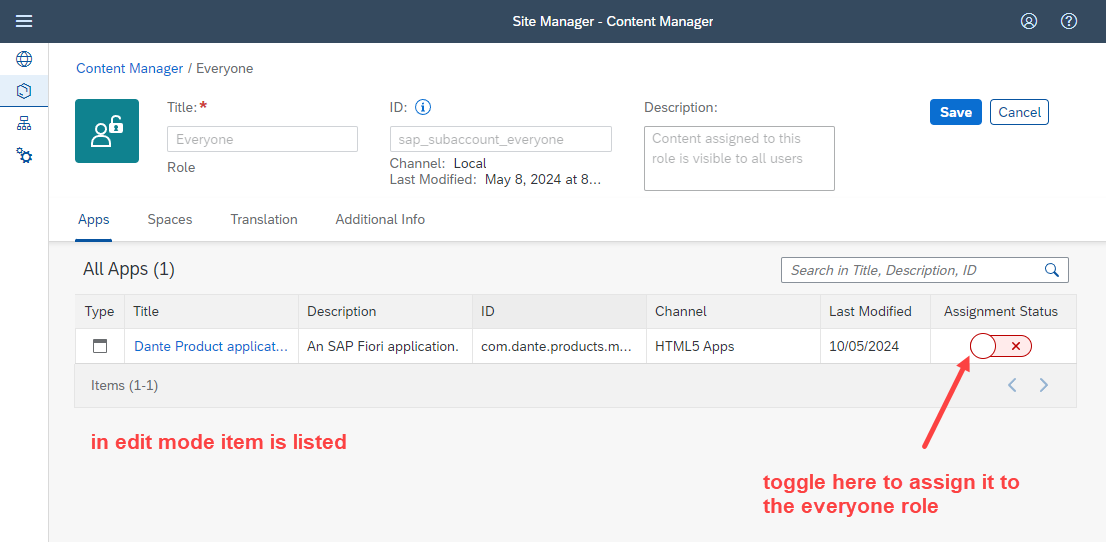 Site Manager - Content Manager
Content Manager / Everyone
Title: *
Everyone
Role
ID:
sap_subaccount_everyone
Channel: Local
Last Modified: May 8, 2024 at 8...
Description:
Content assigned to this
role is visible to all users
Save Cancel
Apps Spaces Translation Additional Info
All Apps (1)
Search in Title, Description, ID
Type Title Description ID Channel Last Modified Assignment Status
Dante Product applicat... An SAP Fiori application. com.dante.products.m... HTML5 Apps 10/05/2024
Items (1-1)
in edit mode item is listed
toggle here to assign it to
the everyone role